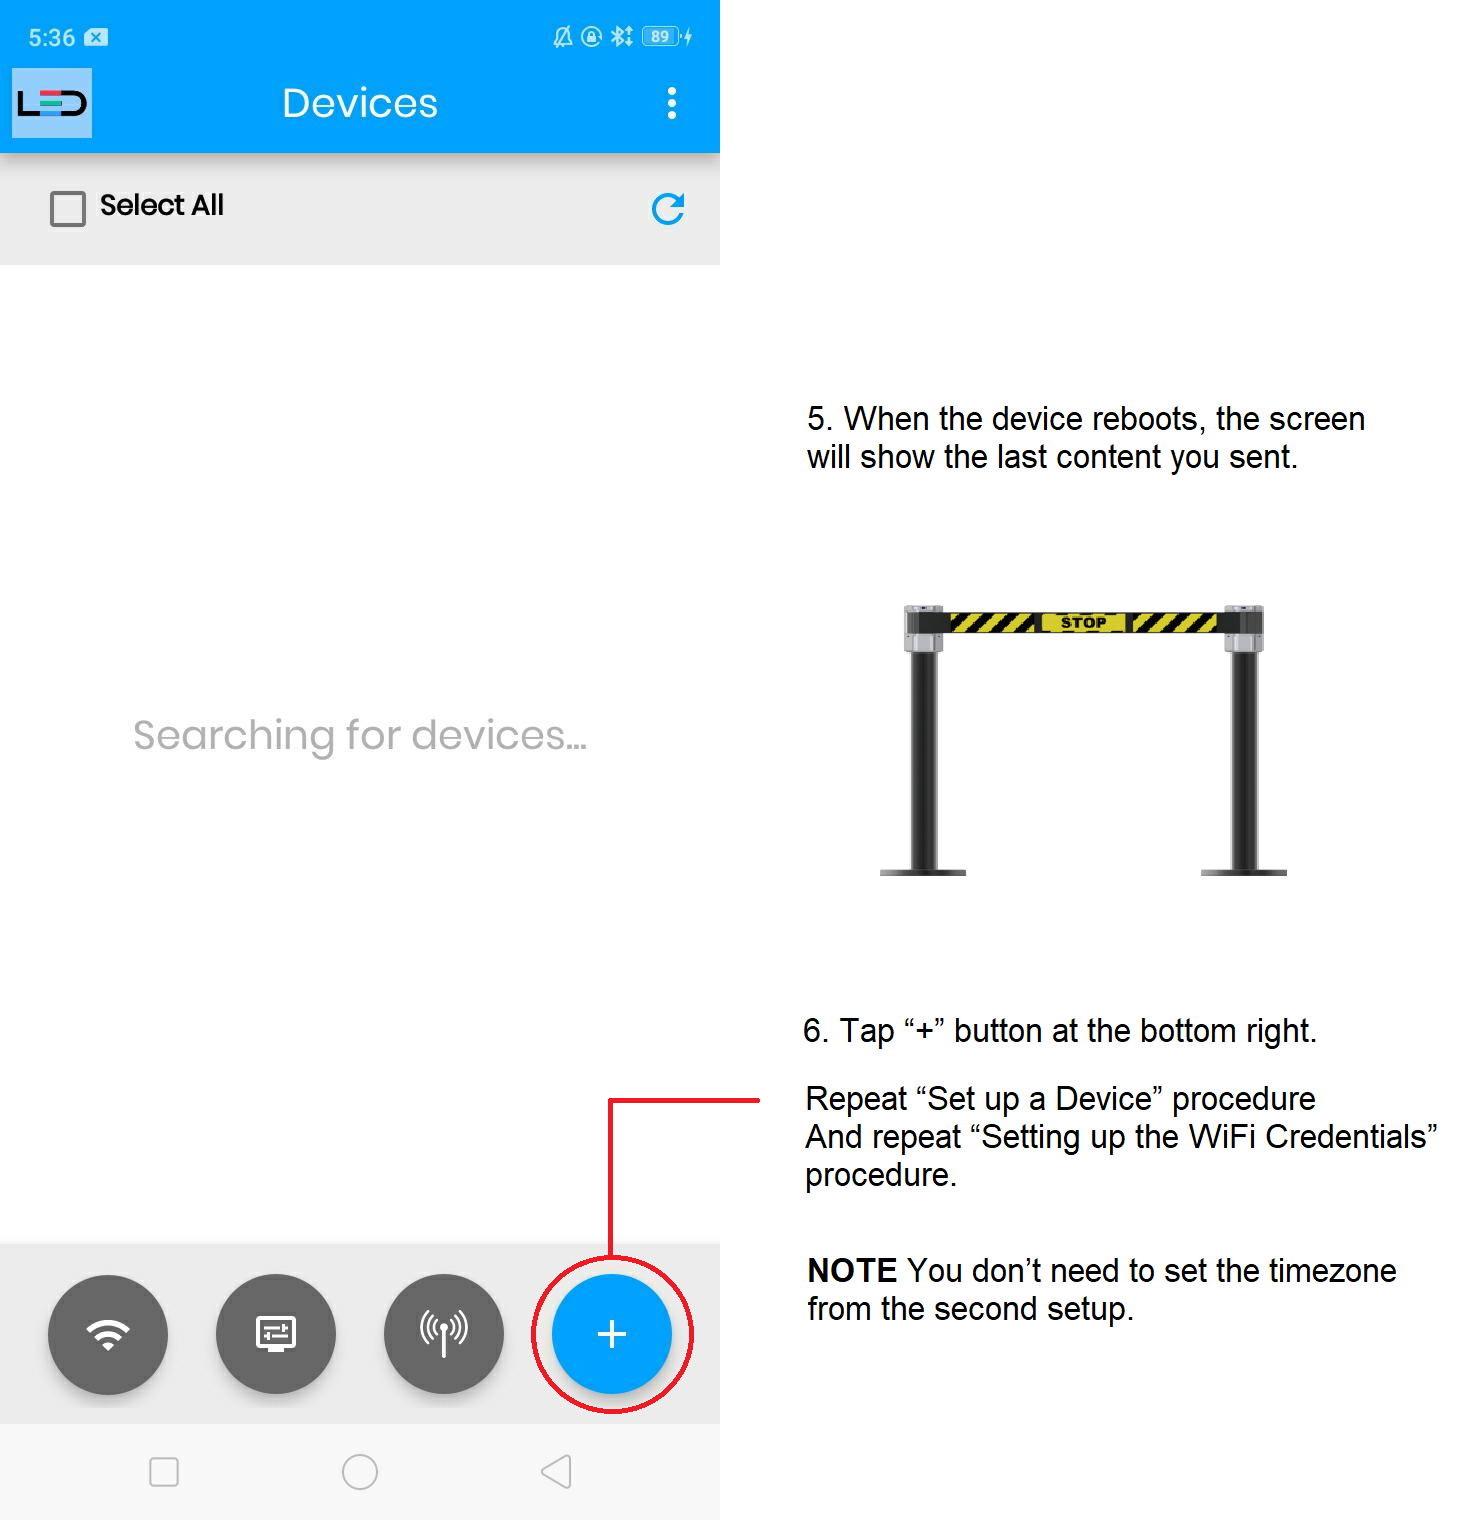 5:36
89
LED
Devices
Select All
Searching for devices...
5. When the device reboots, the screen
will show the last content you sent.
STOP
6. Tap “+” button at the bottom right.
Repeat “Set up a Device” procedure
And repeat “Setting up the WiFi Credentials”
procedure.
NOTE You don’t need to set the timezone
from the second setup.